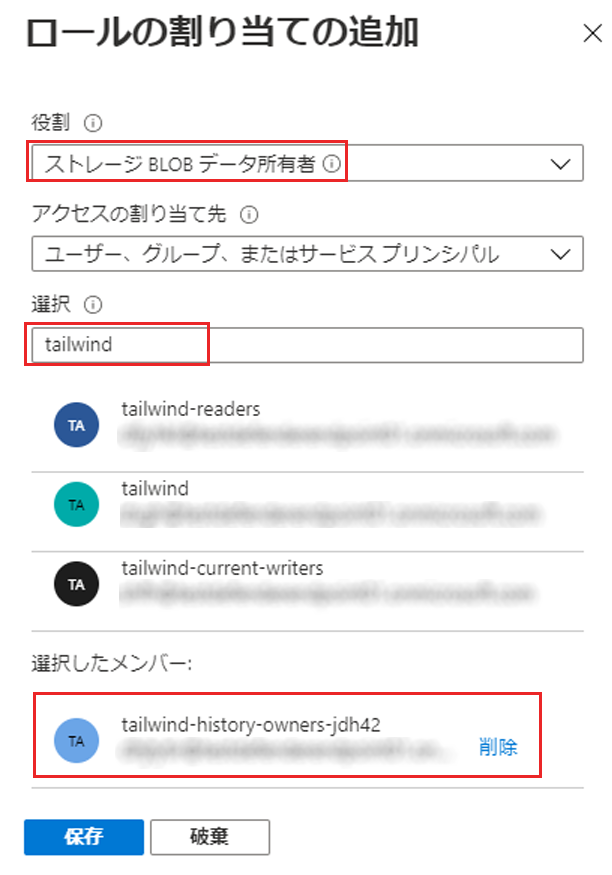 ロールの割り当ての追加
役割
ストレージ BLOB データ所有者
アクセスの割り当て先
ユーザー、グループ、またはサービス プリンシパル
選択
tailwind
TA
tailwind-readers
TA
tailwind
TA
tailwind-current-writers
選択したメンバー:
TA
tailwind-history-owners-jdh42
削除
保存
破棄